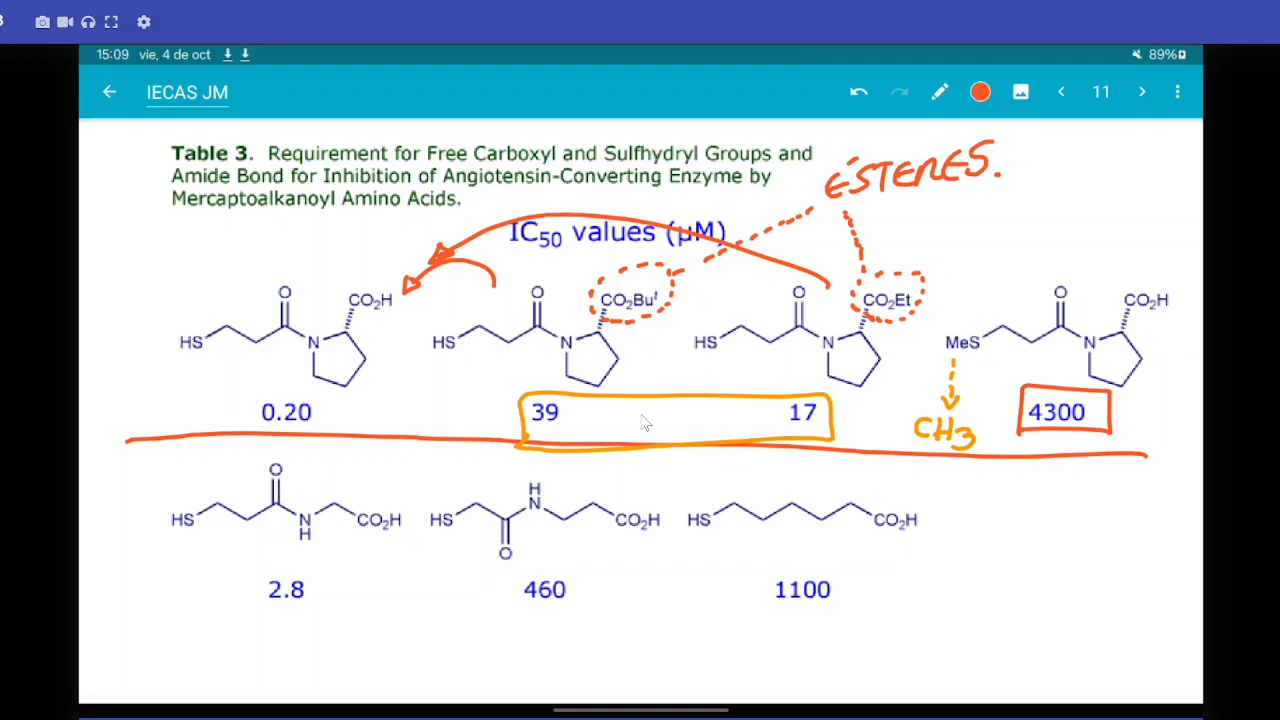 3
15:09 vie, 4 de oct
89%
IECAS JM
11
Table 3. Requirement for Free Carboxyl and Sulfhydryl Groups and
Amide Bond for Inhibition of Angiotensin-Converting Enzyme by
Mercaptoalkanoyl Amino Acids.
ÉSTERES.
IC50 values (µM)
O CO₂H HS N
O CO₂Buᵗ HS N
O CO₂Et HS N
O CO₂H MeS N
CH3
0.20 39 17 4300
HS O N H CO₂H
HS O H N CO₂H
HS CO₂H
2.8 460 1100